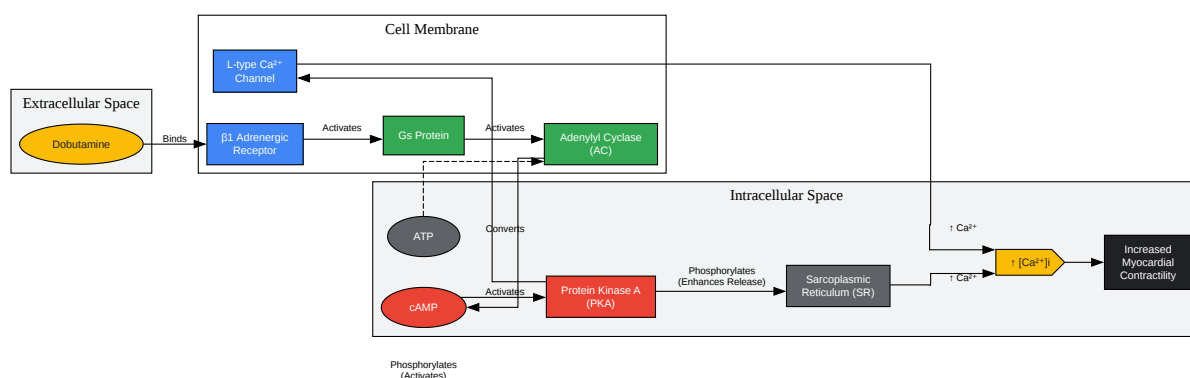 Cell Membrane
L-type Ca²⁺
Channel
Extracellular Space
Dobutamine
Binds
β1 Adrenergic
Receptor
Activates
Gs Protein
Activates
Adenylyl Cyclase
(AC)
Intracellular Space
ATP
Converts
↑ Ca²⁺
cAMP
Activates
Protein Kinase A
(PKA)
Phosphorylates
(Enhances Release)
Sarcoplasmic
Reticulum (SR)
↑ Ca²⁺
↑ [Ca²⁺]i
Increased
Myocardial
Contractility
Phosphorylates
(Activates)